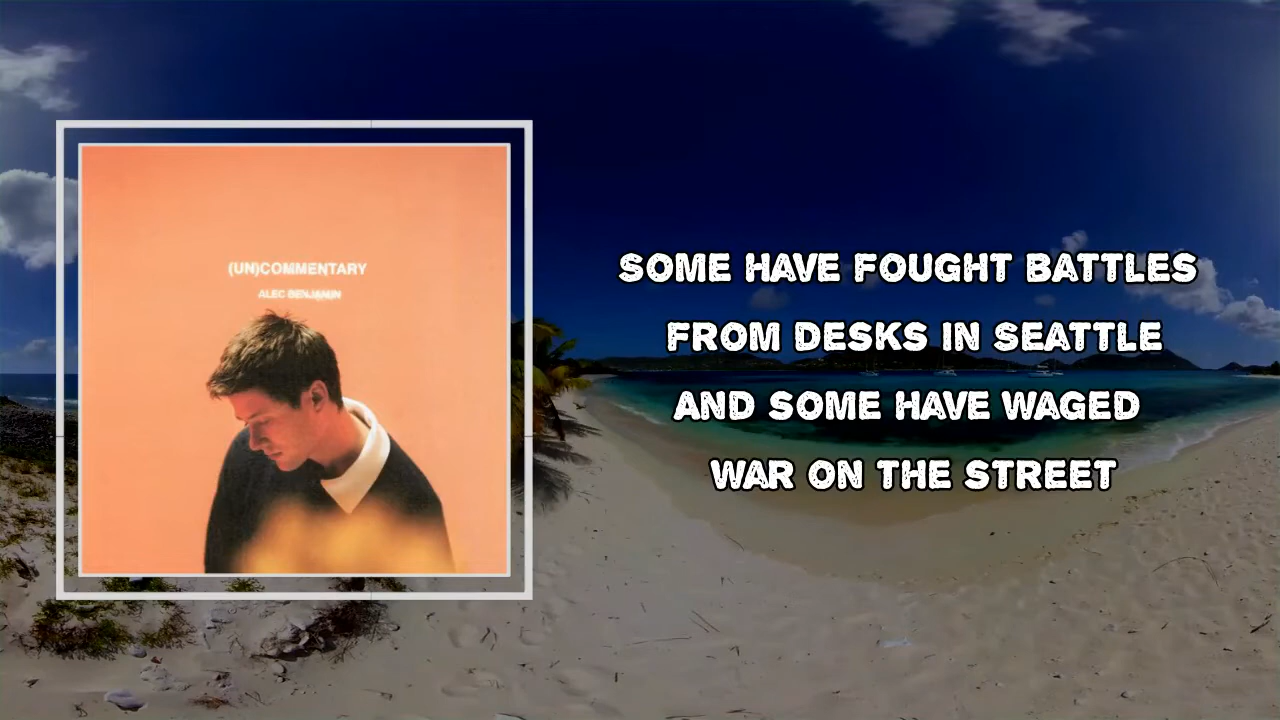 (UN)COMMENTARY
ALEC BENJAMIN
SOME HAVE FOUGHT BATTLES
FROM DESKS IN SEATTLE
AND SOME HAVE WAGED
WAR ON THE STREET